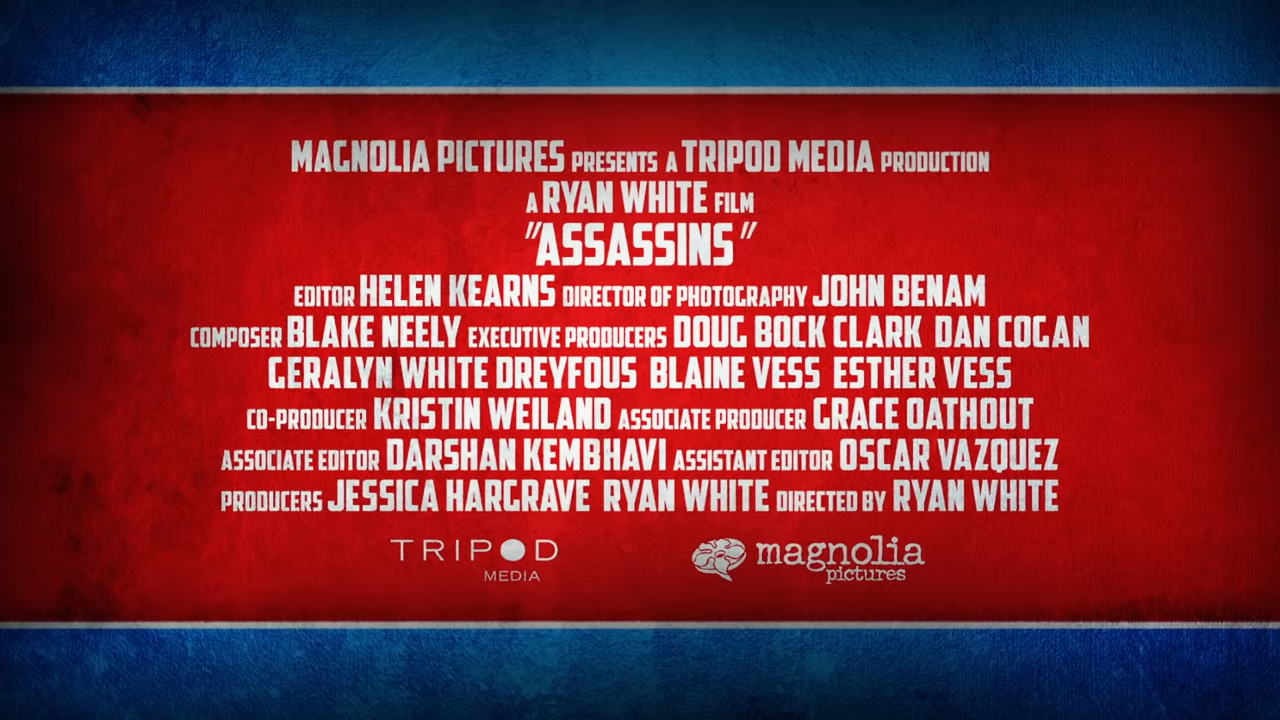 MAGNOLIA PICTURES PRESENTS A TRIPOD MEDIA PRODUCTION
A RYAN WHITE FILM
"ASSASSINS"
EDITOR HELEN KEARNS DIRECTOR OF PHOTOGRAPHY JOHN BENAM
COMPOSER BLAKE NEELY EXECUTIVE PRODUCERS DOUG BOCK CLARK DAN COGAN
GERALYN WHITE DREYFOUS BLAINE VESS ESTHER VESS
CO-PRODUCER KRISTIN WEILAND ASSOCIATE PRODUCER GRACE OATHOUT
ASSOCIATE EDITOR DARSHAN KEMBHAVI ASSISTANT EDITOR OSCAR VAZQUEZ
PRODUCERS JESSICA HARGRAVE RYAN WHITE DIRECTED BY RYAN WHITE
TRIPOD
MEDIA
magnolia
pictures